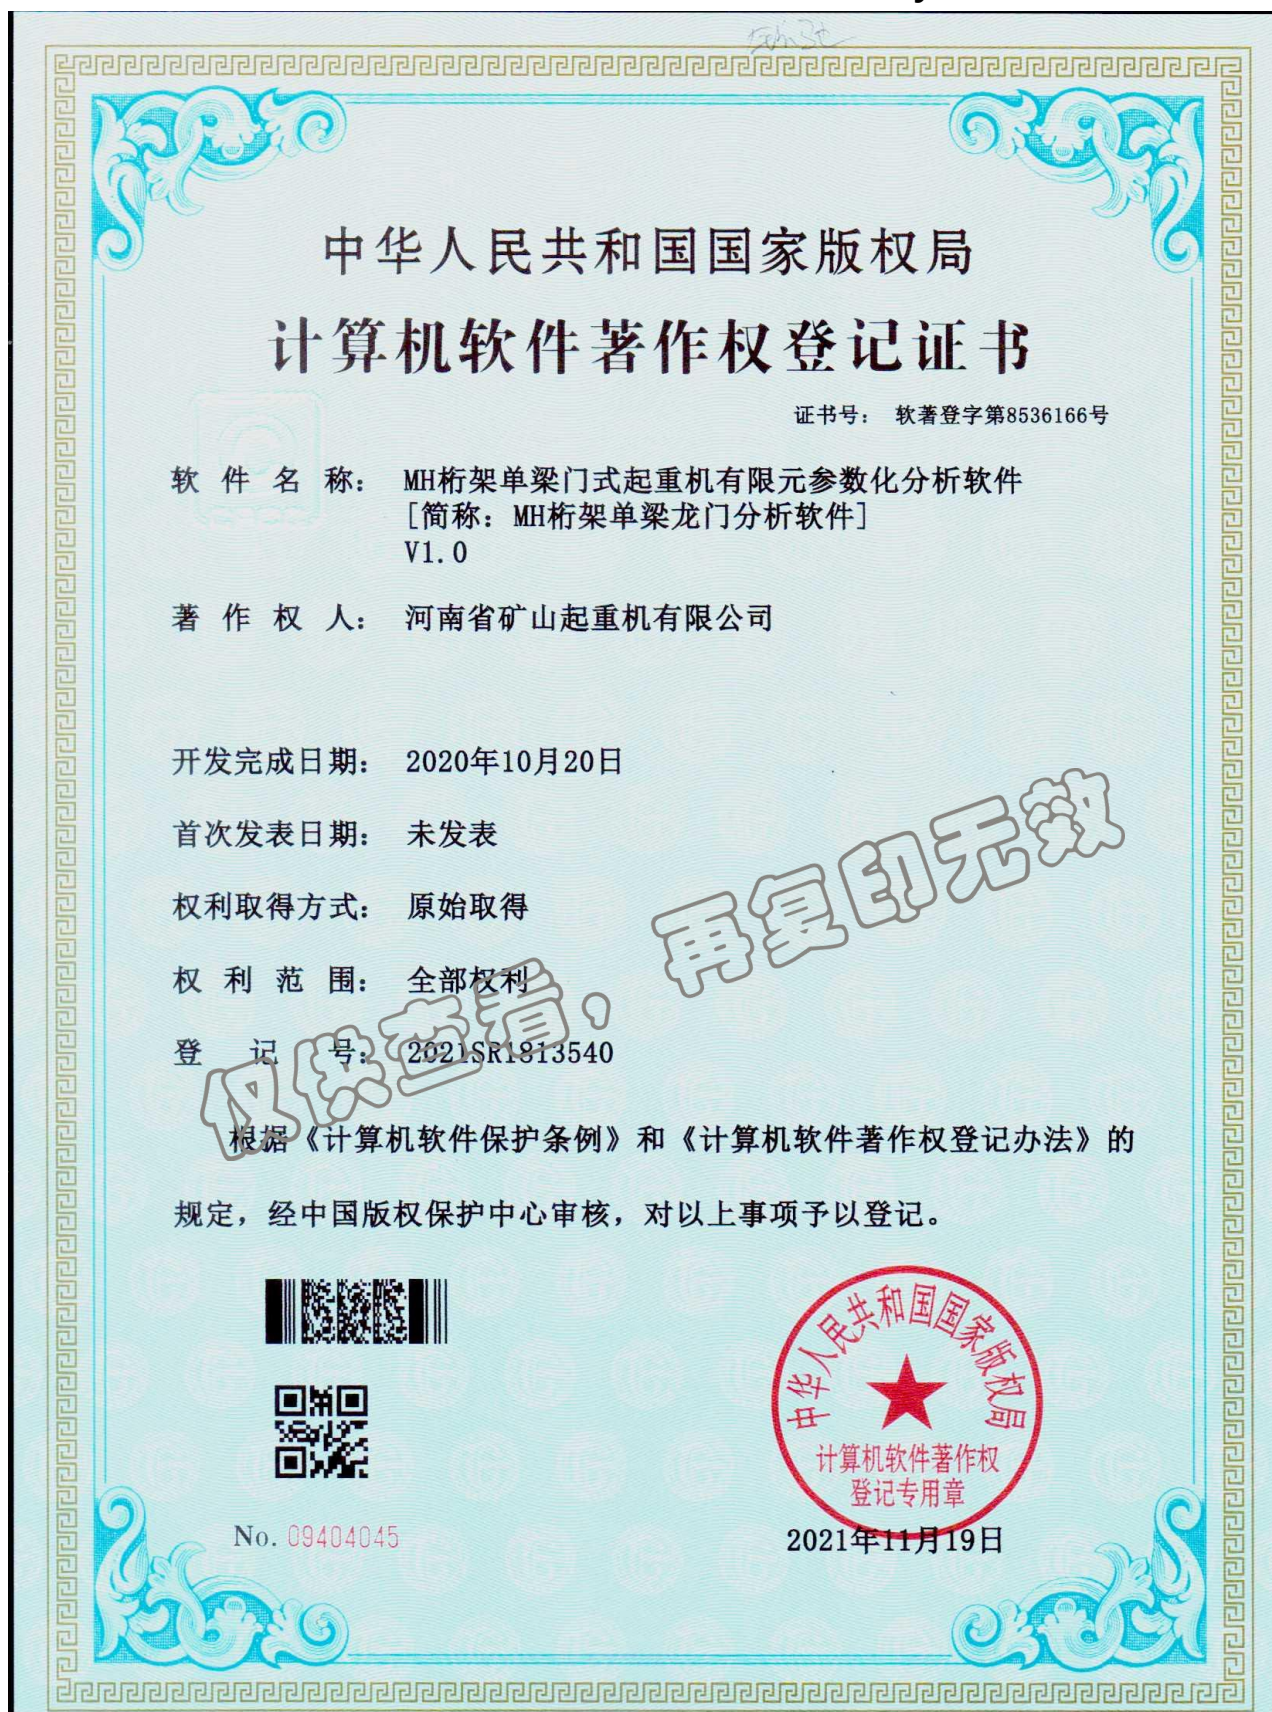 中华人民共和国国家版权局
计算机软件著作权登记证书
证书号： 软著登字第8536166号
软件名称： MH桁架单梁门式起重机有限元参数化分析软件
[简称：MH桁架单梁龙门分析软件]
V1.0
著作权人： 河南省矿山起重机有限公司
开发完成日期： 2020年10月20日
首次发表日期： 未发表
权利取得方式： 原始取得
权利范围： 全部权利
登记号： 2021SR1813540
仅供查看，再复印无效
根据《计算机软件保护条例》和《计算机软件著作权登记办法》的
规定，经中国版权保护中心审核，对以上事项予以登记。
中华人民共和国国家版权局
计算机软件著作权
登记专用章
No. 09404045
2021年11月19日